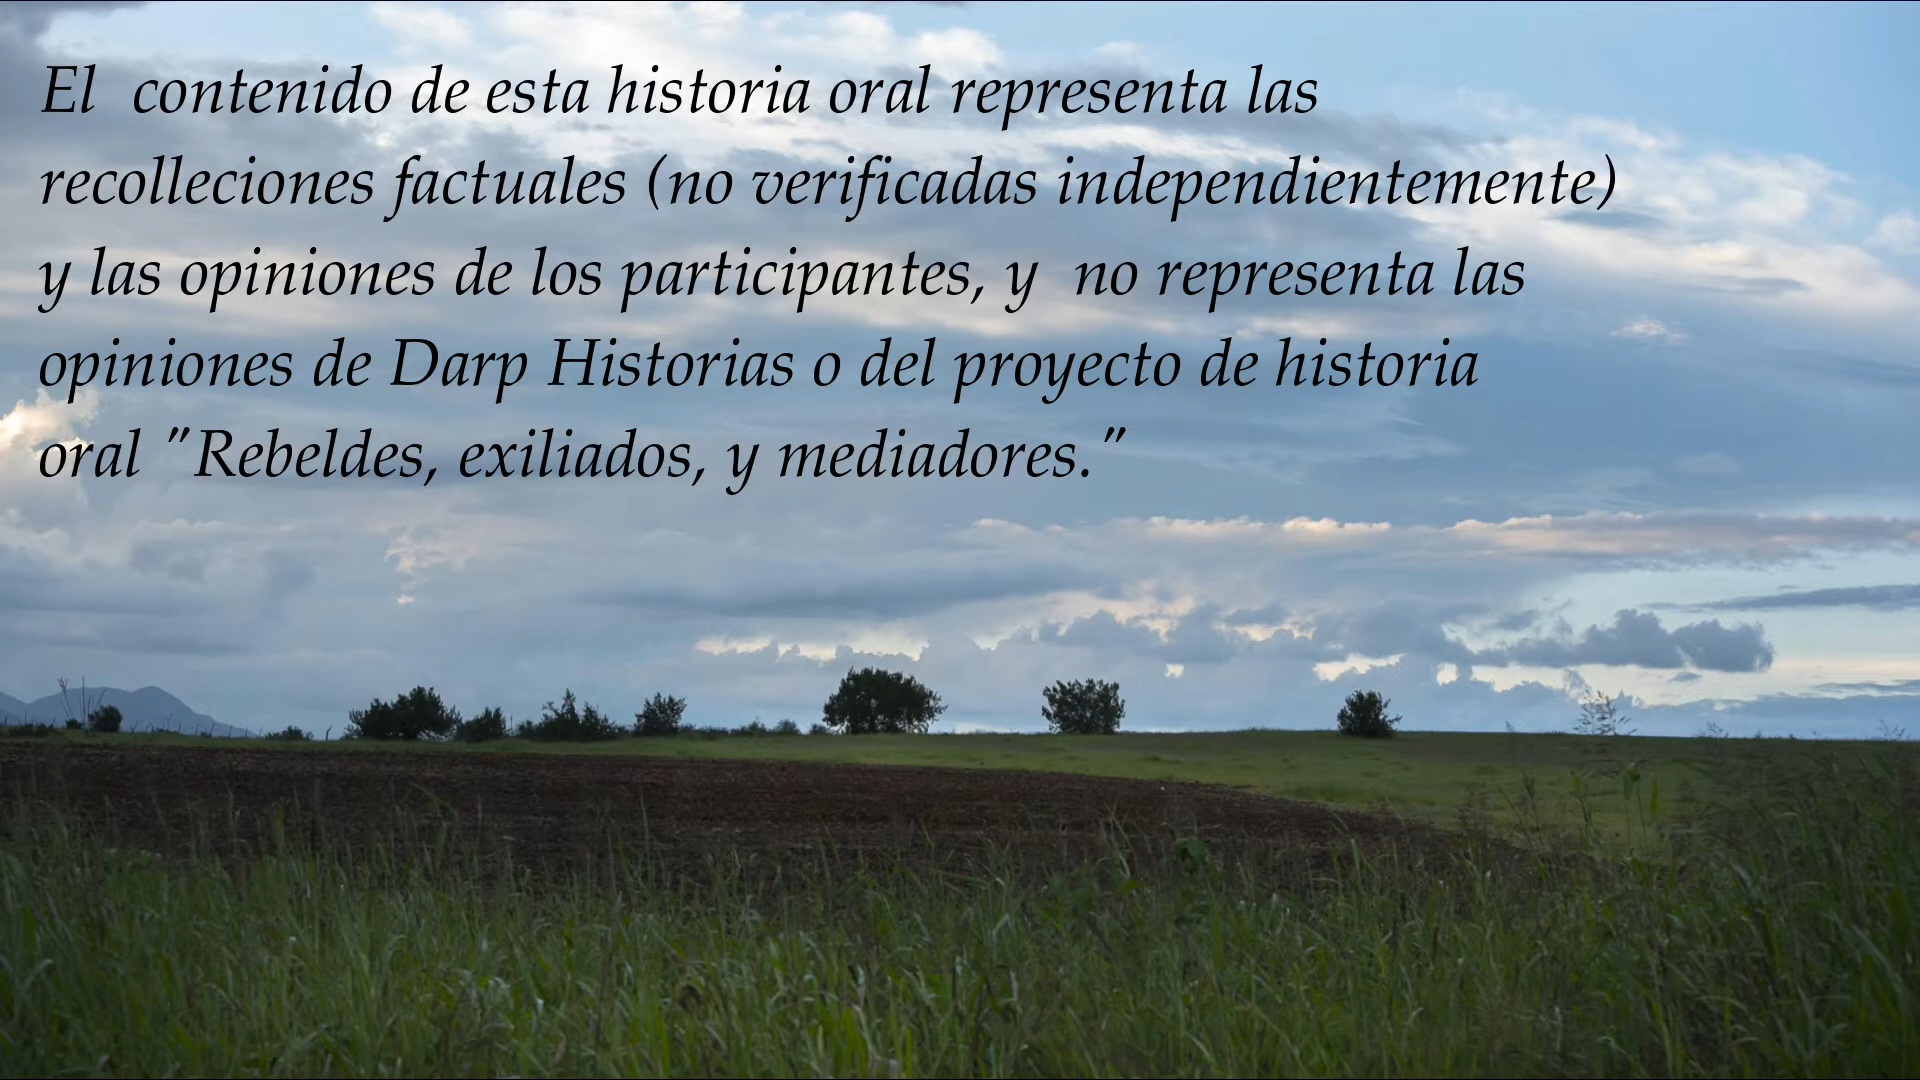 El  contenido de esta historia oral representa las
recolleciones factuales (no verificadas independientemente)
y las opiniones de los participantes, y  no representa las
opiniones de Darp Historias o del proyecto de historia
oral "Rebeldes, exiliados, y mediadores."